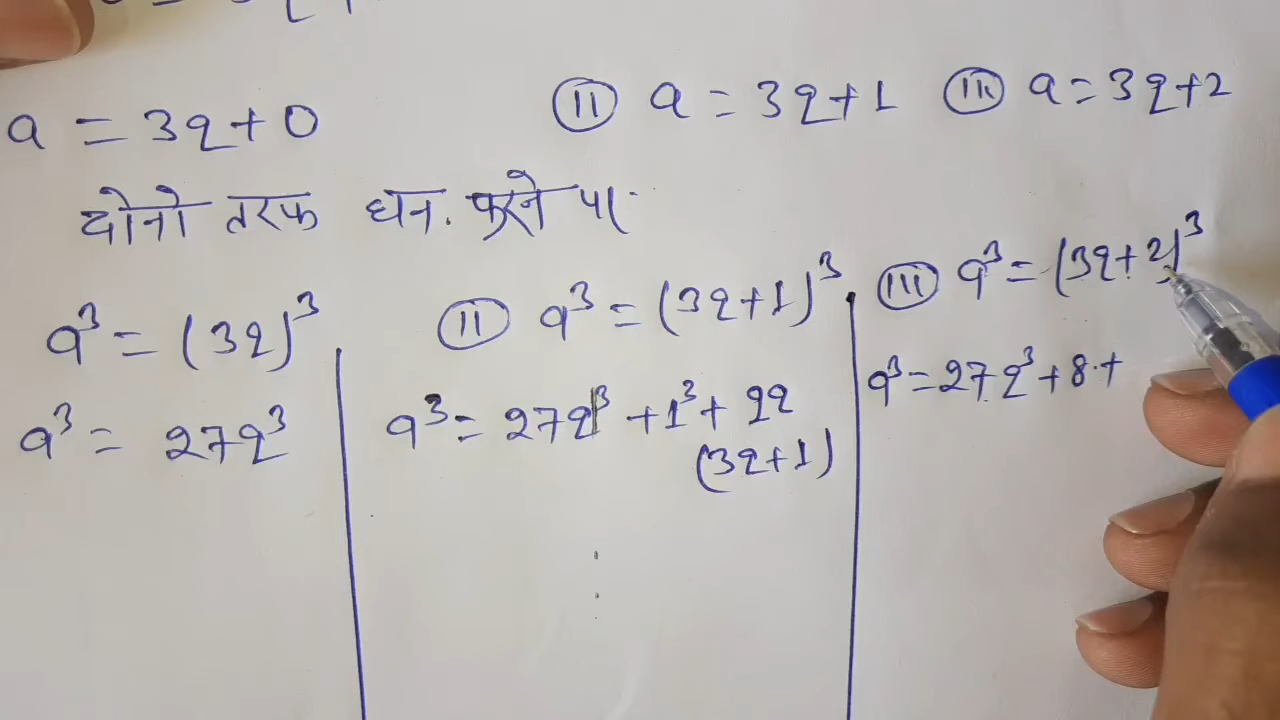 a = 3q+0
(II) a = 3q+1
(III) a = 3q+2
दोनो तरफ घन. करने पर
a³ = (3q)³
(II) a³ = (3q+1)³
(III) a³ = (3q+2)³
a³ = 27q³
a³ = 27q³ + 1³ + 9q
(3q+1)
a³ = 27q³ + 8 +